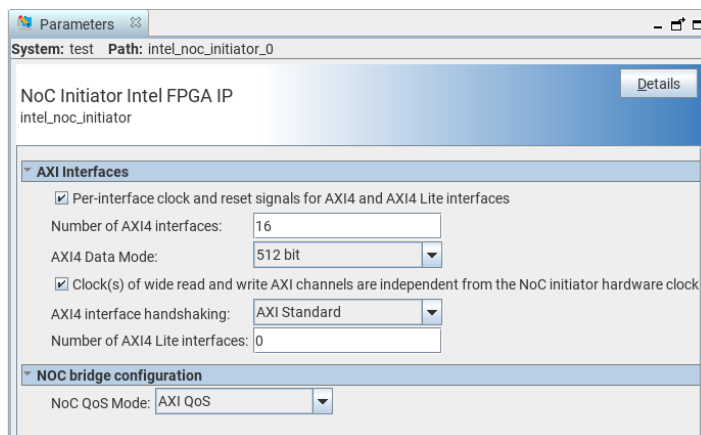 Parameters
System: test Path: intel_noc_initiator_0
Details
NoC Initiator Intel FPGA IP
intel_noc_initiator
AXI Interfaces
Per-interface clock and reset signals for AXI4 and AXI4 Lite interfaces
Number of AXI4 interfaces: 16
AXI4 Data Mode: 512 bit
Clock(s) of wide read and write AXI channels are independent from the NoC initiator hardware clock
AXI4 interface handshaking: AXI Standard
Number of AXI4 Lite interfaces: 0
NOC bridge configuration
NoC QoS Mode: AXI QoS